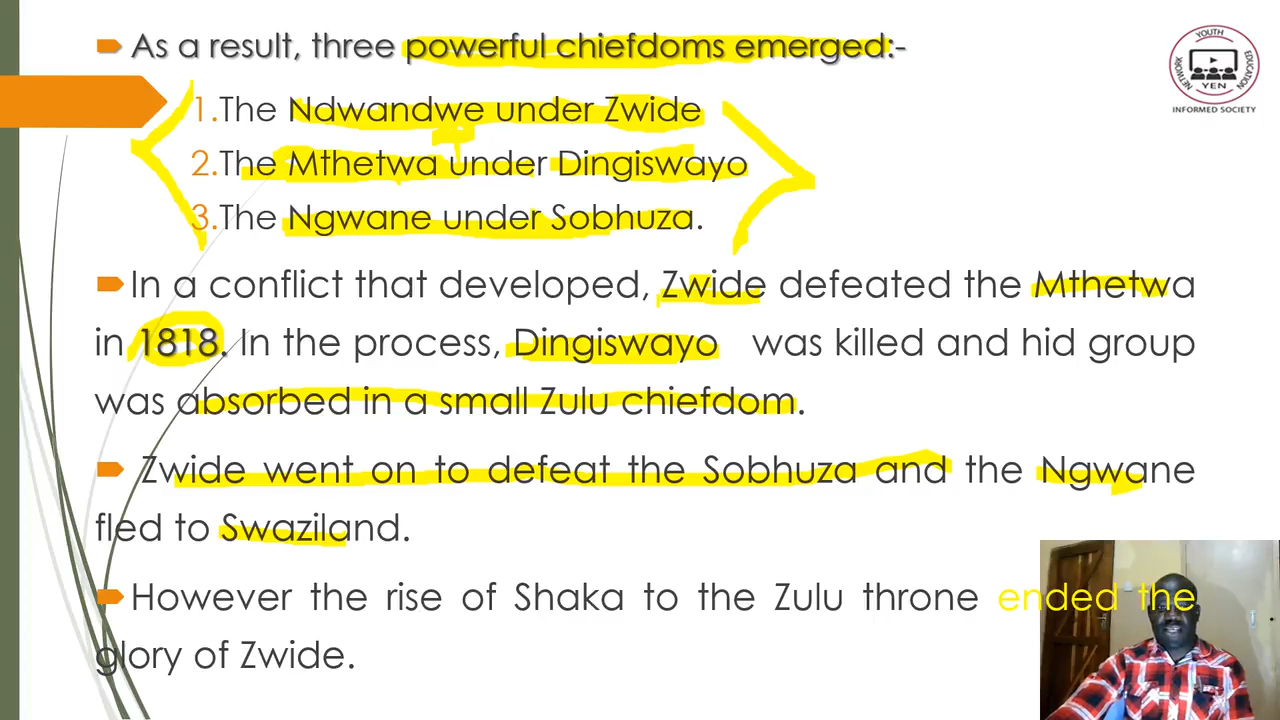 As a result, three powerful chiefdoms emerged:-
1.The Ndwandwe under Zwide
2.The Mthetwa under Dingiswayo
3.The Ngwane under Sobhuza.
In a conflict that developed, Zwide defeated the Mthetwa
in 1818. In the process, Dingiswayo was killed and hid group
was absorbed in a small Zulu chiefdom.
Zwide went on to defeat the Sobhuza and the Ngwane
fled to Swaziland.
However the rise of Shaka to the Zulu throne ended the
glory of Zwide.
YOUTH
EDUCATION
NETWORK
YEN
INFORMED SOCIETY